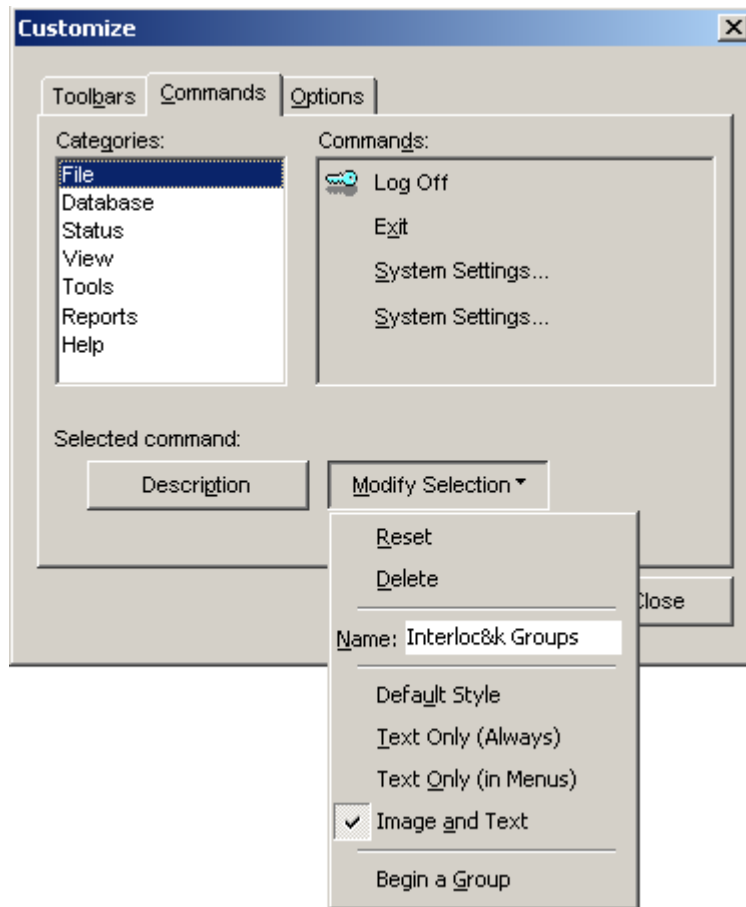 Customize
Toolbars Commands Options
Categories: Commands:
File
Database
Status
View
Tools
Reports
Help
Log Off
Exit
System Settings...
System Settings...
Selected command:
Description Modify Selection
Reset
Delete
Close
Name: Interloc&k Groups
Default Style
Text Only (Always)
Text Only (in Menus)
Image and Text
Begin a Group